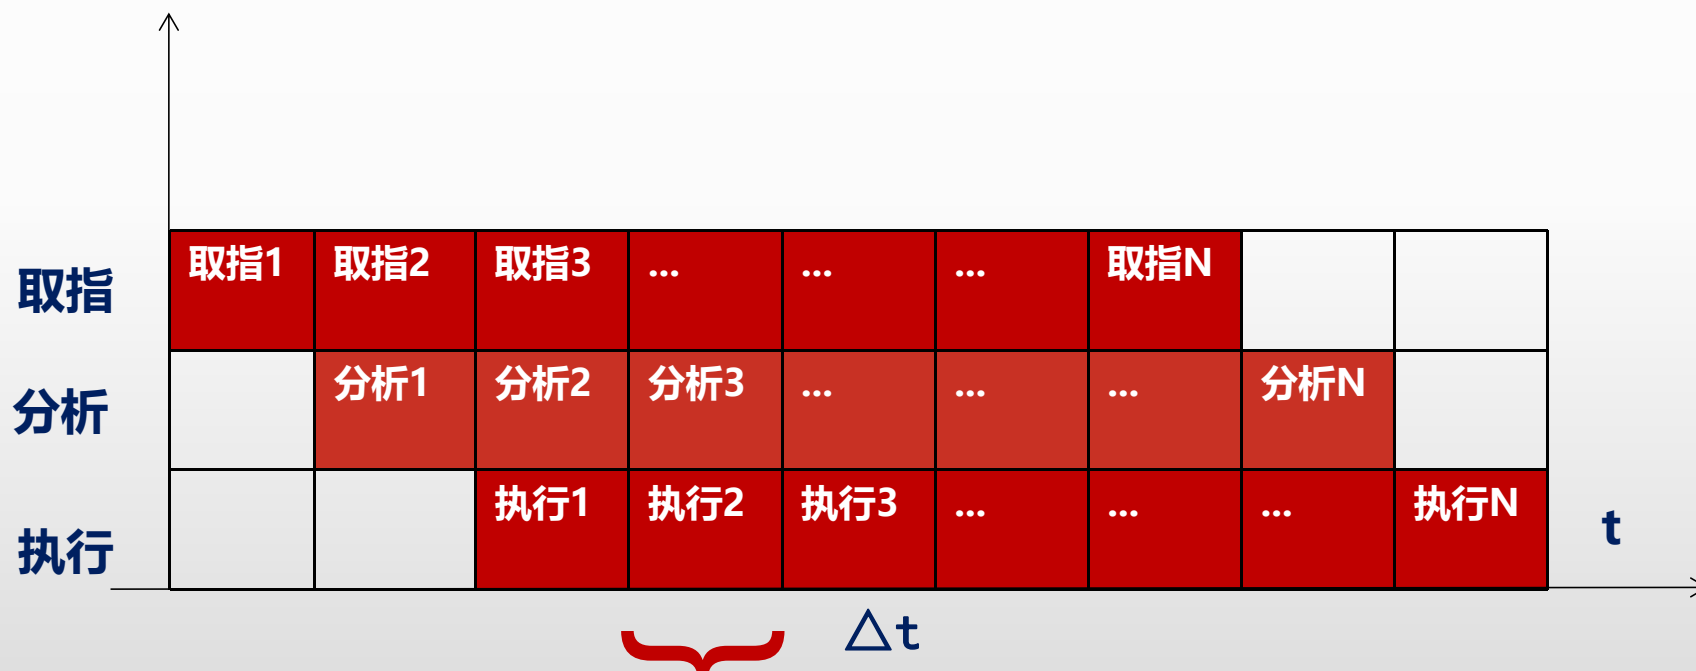 取指 取指1 取指2 取指3 ... ... ... 取指N
分析 分析1 分析2 分析3 ... ... ... 分析N
执行 执行1 执行2 执行3 ... ... ... 执行N
t
△t